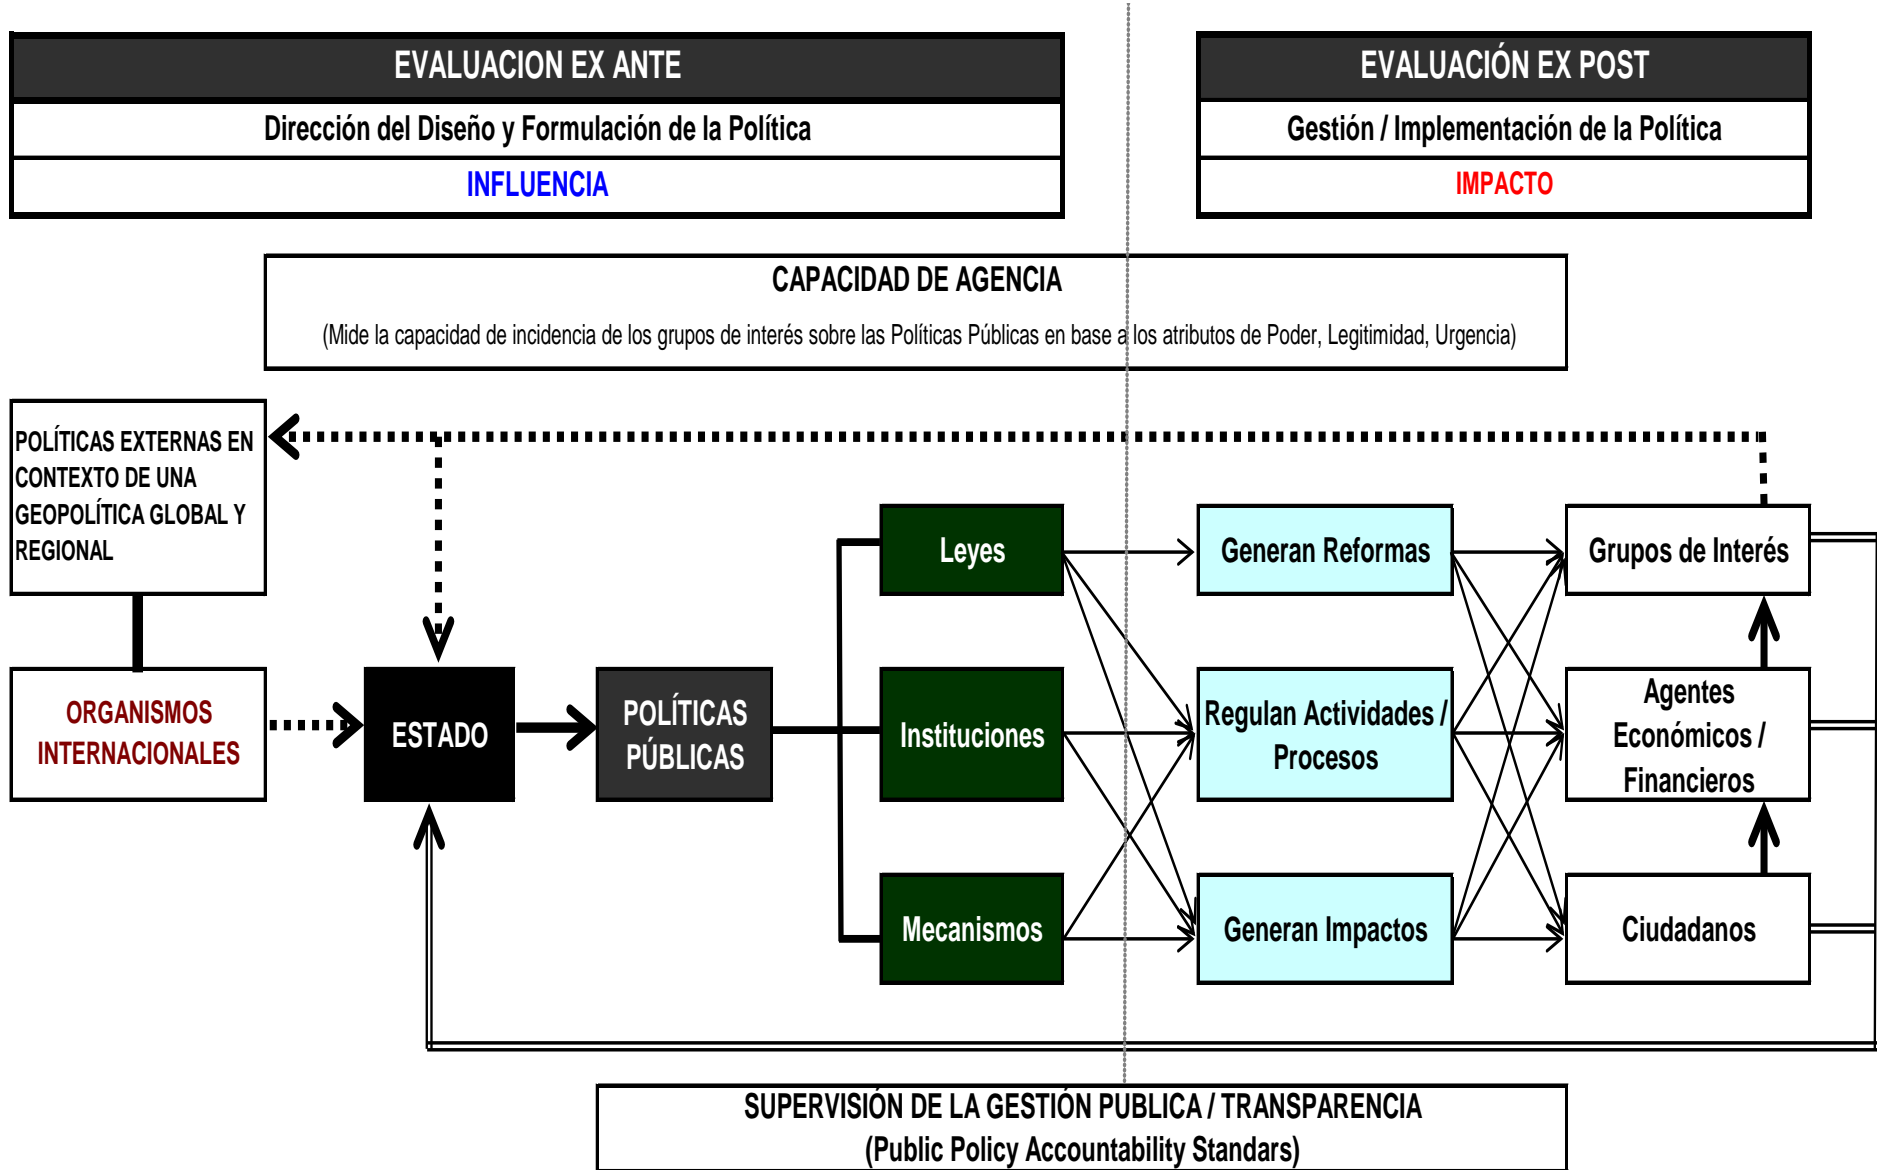 EVALUACION EX ANTE
Dirección del Diseño y Formulación de la Política
INFLUENCIA
EVALUACIÓN EX POST
Gestión / Implementación de la Política
IMPACTO
CAPACIDAD DE AGENCIA
(Mide la capacidad de incidencia de los grupos de interés sobre las Políticas Públicas en base a los atributos de Poder, Legitimidad, Urgencia)
POLÍTICAS EXTERNAS EN
CONTEXTO DE UNA
GEOPOLÍTICA GLOBAL Y
REGIONAL
ORGANISMOS
INTERNACIONALES
ESTADO
POLÍTICAS
PÚBLICAS
Leyes
Instituciones
Mecanismos
Generan Reformas
Regulan Actividades /
Procesos
Generan Impactos
Grupos de Interés
Agentes
Económicos /
Financieros
Ciudadanos
SUPERVISIÓN DE LA GESTIÓN PUBLICA / TRANSPARENCIA
(Public Policy Accountability Standars)